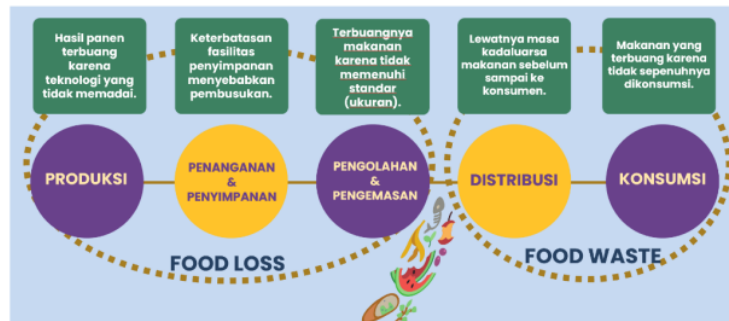 Hasil panen
terbuang
karena
teknologi yang
tidak memadai.
Keterbatasan
fasilitas
penyimpanan
menyebabkan
pembusukan.
Terbuangnya
makanan
karena tidak
memenuhi
standar
(ukuran).
Lewatnya masa
kadaluarsa
makanan sebelum
sampai ke
konsumen.
Makanan yang
terbuang karena
tidak sepenuhnya
dikonsumsi.
PRODUKSI
PENANGANAN
&
PENYIMPANAN
PENGOLAHAN
&
PENGEMASAN
DISTRIBUSI
KONSUMSI
FOOD LOSS
FOOD WASTE